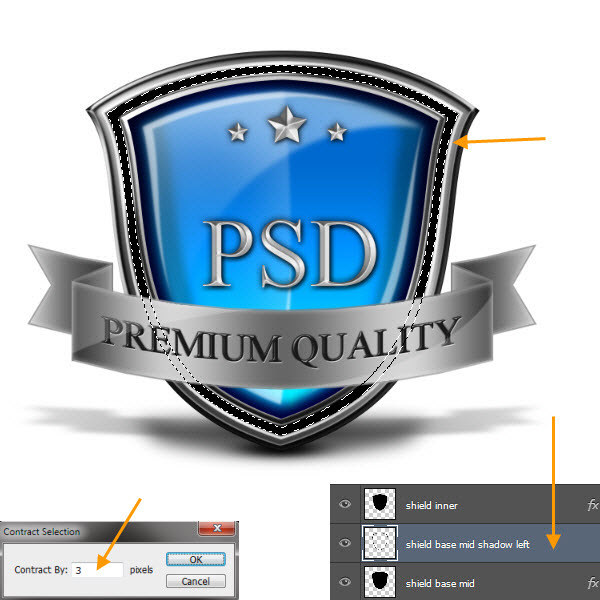 PSD
PREMIUM QUALITY
Contract Selection
Contract By: 3 pixels
OK
Cancel
shield inner fx
shield base mid shadow left
shield base mid fx